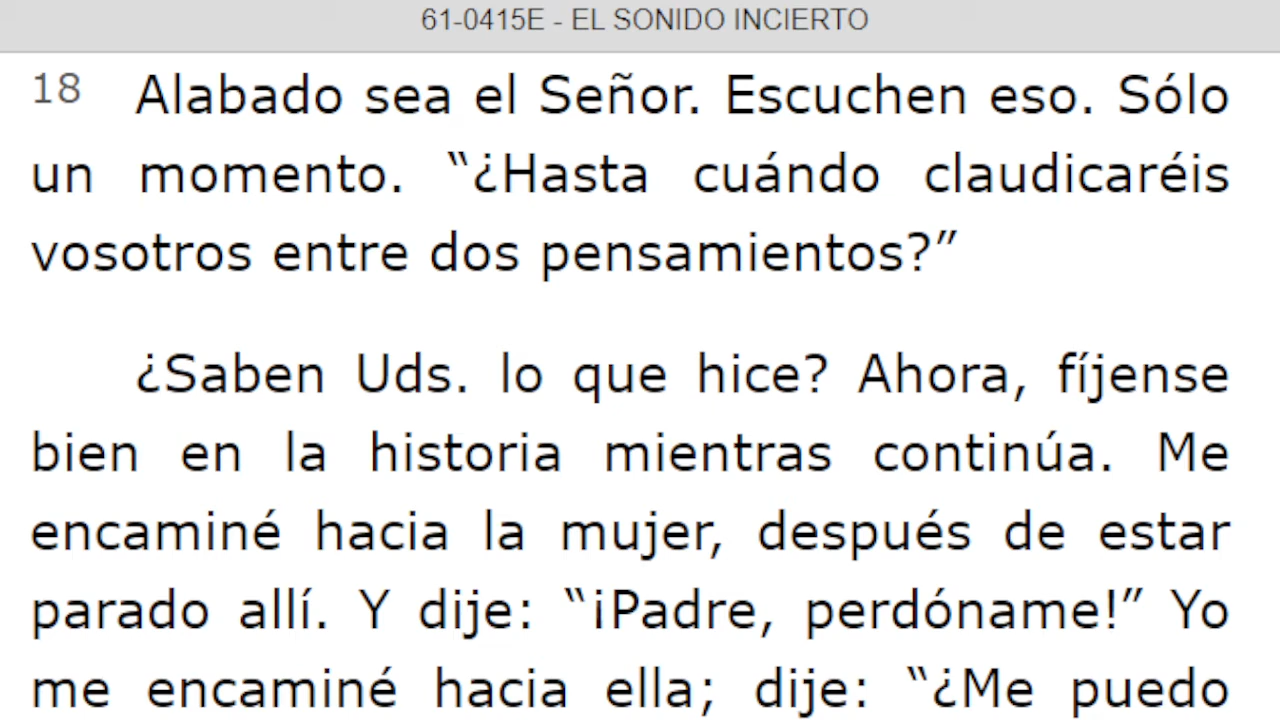 61-0415E - EL SONIDO INCIERTO
18 Alabado sea el Señor. Escuchen eso. Sólo
un momento. “¿Hasta cuándo claudicaréis
vosotros entre dos pensamientos?”
¿Saben Uds. lo que hice? Ahora, fíjense
bien en la historia mientras continúa. Me
encaminé hacia la mujer, después de estar
parado allí. Y dije: “¡Padre, perdóname!” Yo
me encaminé hacia ella; dije: “¿Me puedo